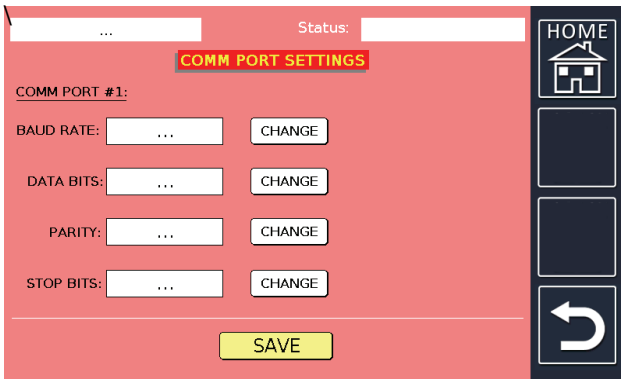 \
...
Status:
HOME
COMM PORT SETTINGS
COMM PORT #1:
BAUD RATE: ... CHANGE
DATA BITS: ... CHANGE
PARITY: ... CHANGE
STOP BITS: ... CHANGE
SAVE